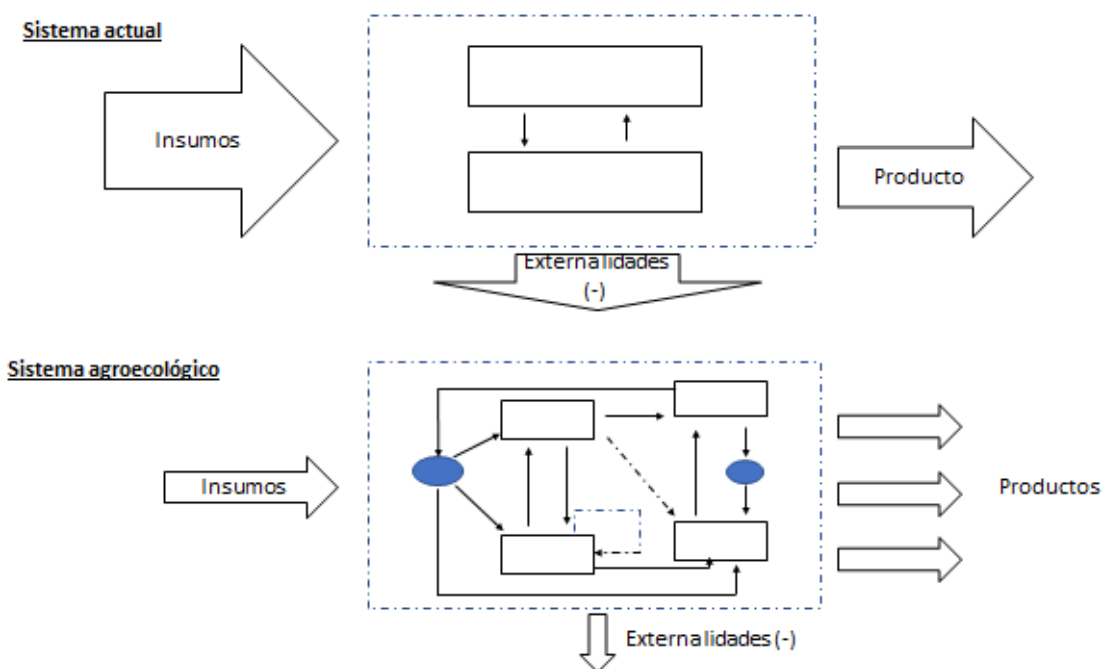 Sistema actual
Insumos
Producto
Externalidades
(-)
Sistema agroecológico
Insumos
Productos
Externalidades (-)